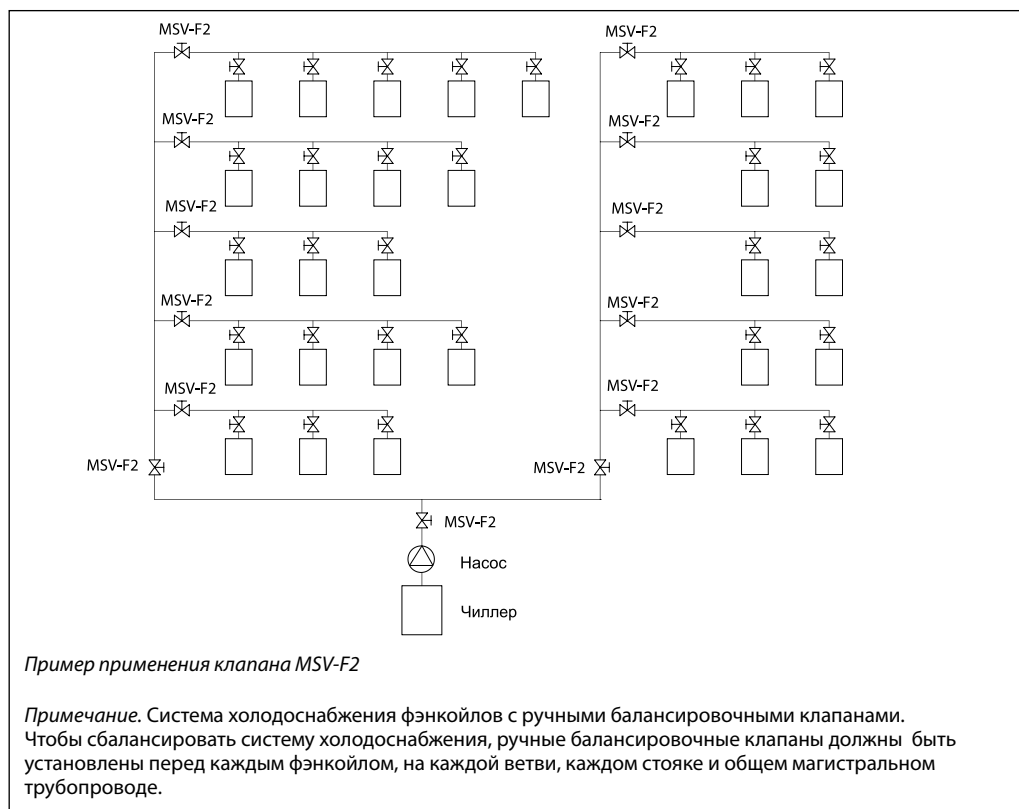 MSV-F2
MSV-F2
MSV-F2
MSV-F2
MSV-F2
MSV-F2
MSV-F2
MSV-F2
MSV-F2
MSV-F2
MSV-F2
MSV-F2
MSV-F2
Насос
Чиллер
Пример применения клапана MSV-F2
Примечание. Система холодоснабжения фэнкойлов с ручными балансировочными клапанами.
Чтобы сбалансировать систему холодоснабжения, ручные балансировочные клапаны должны быть
установлены перед каждым фэнкойлом, на каждой ветви, каждом стояке и общем магистральном
трубопроводе.